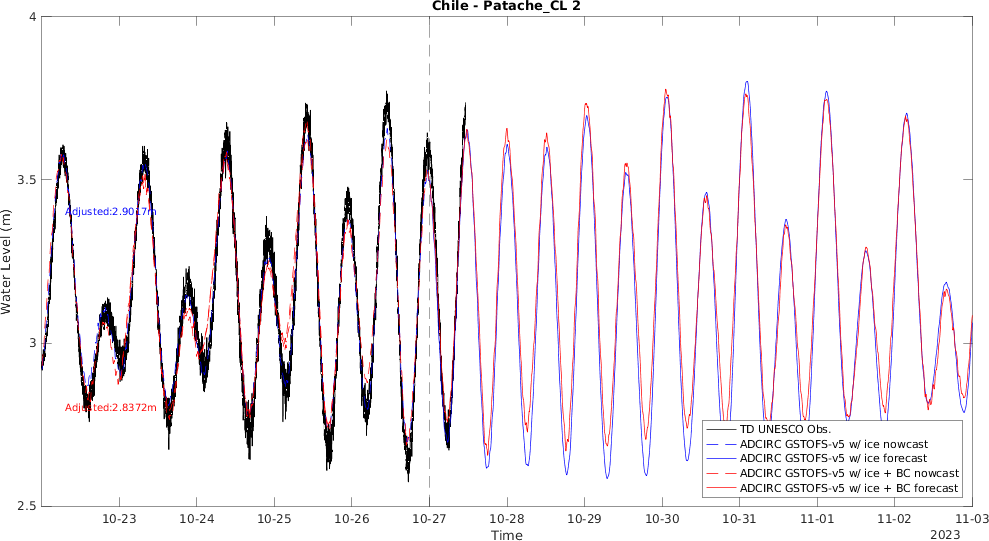 Chile - Patache_CL 2
4
3.5
3
2.5
Water Level (m)
Adjusted:2.9017m
Adjusted:2.8372m
TD UNESCO Obs.
ADCIRC GSTOFS-v5 w/ ice nowcast
ADCIRC GSTOFS-v5 w/ ice forecast
ADCIRC GSTOFS-v5 w/ ice + BC nowcast
ADCIRC GSTOFS-v5 w/ ice + BC forecast
10-23 10-24 10-25 10-26 10-27 10-28 10-29 10-30 10-31 11-01 11-02 11-03
Time
2023